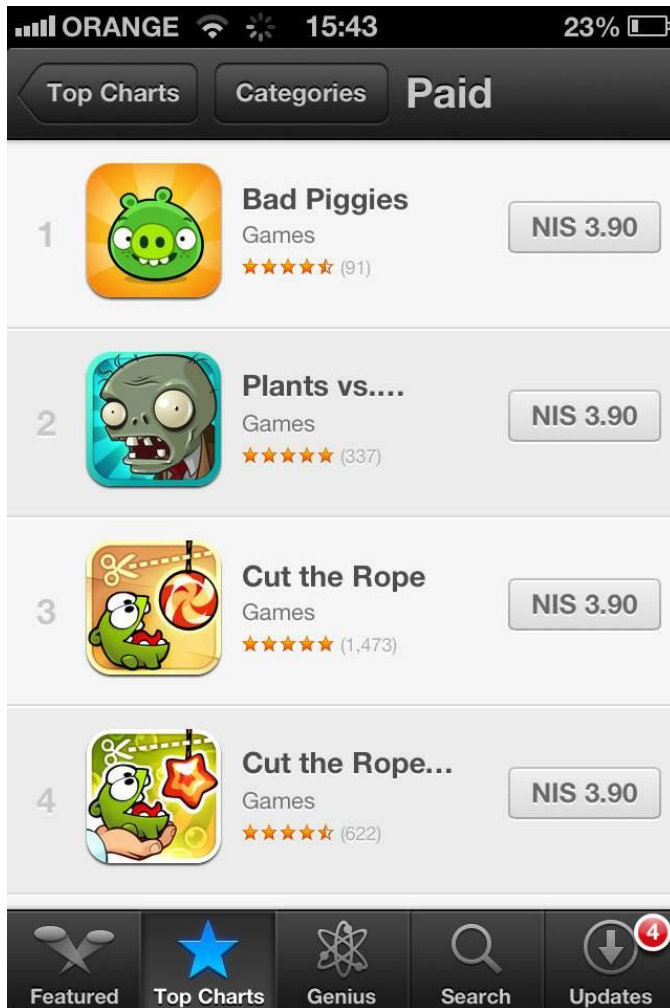 ORANGE 15:43 23%
Top Charts Categories Paid
1
Bad Piggies
Games
(91)
NIS 3.90
2
Plants vs....
Games
(337)
NIS 3.90
3
Cut the Rope
Games
(1,473)
NIS 3.90
4
Cut the Rope...
Games
(622)
NIS 3.90
4
Featured Top Charts Genius Search Updates